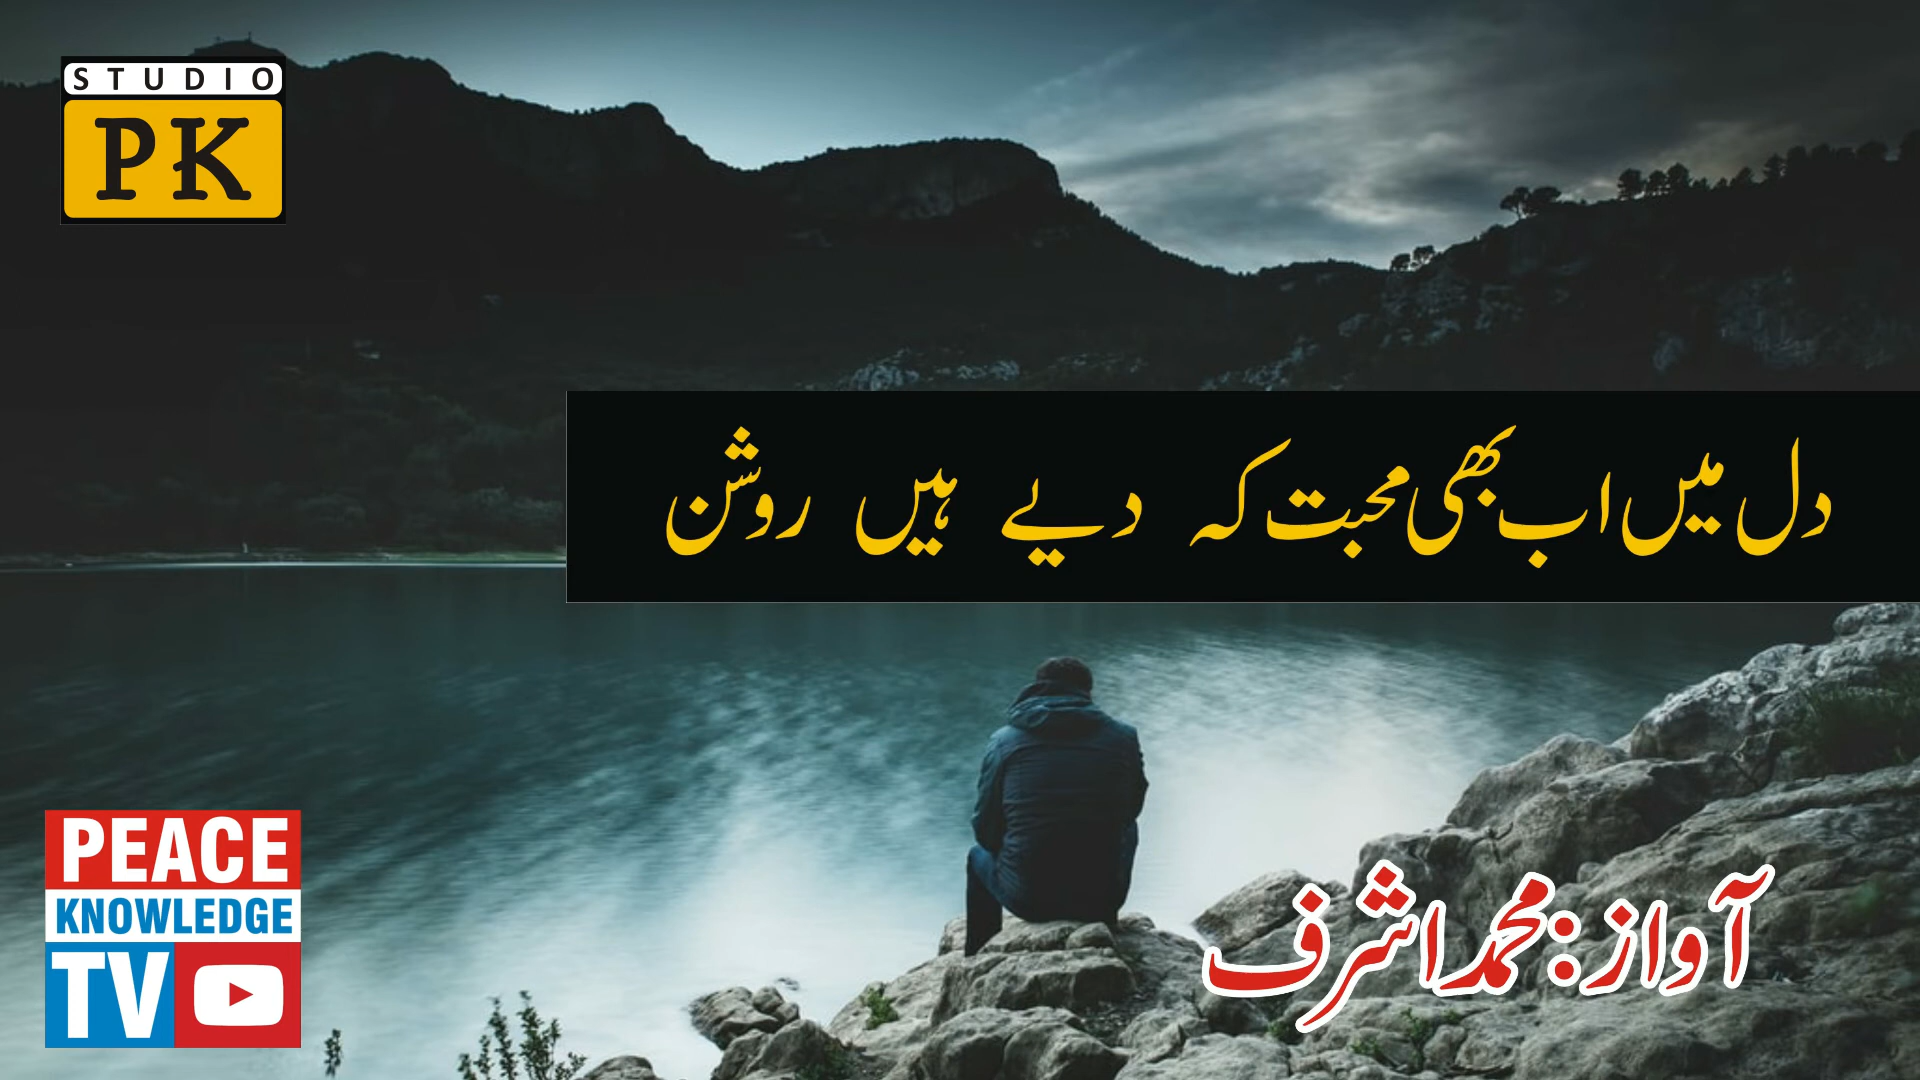 STUDIO
PK
دل میں اب بھی محبت کہ دیے ہیں روشن
PEACE
KNOWLEDGE
TV
آواز:محمد اشرف